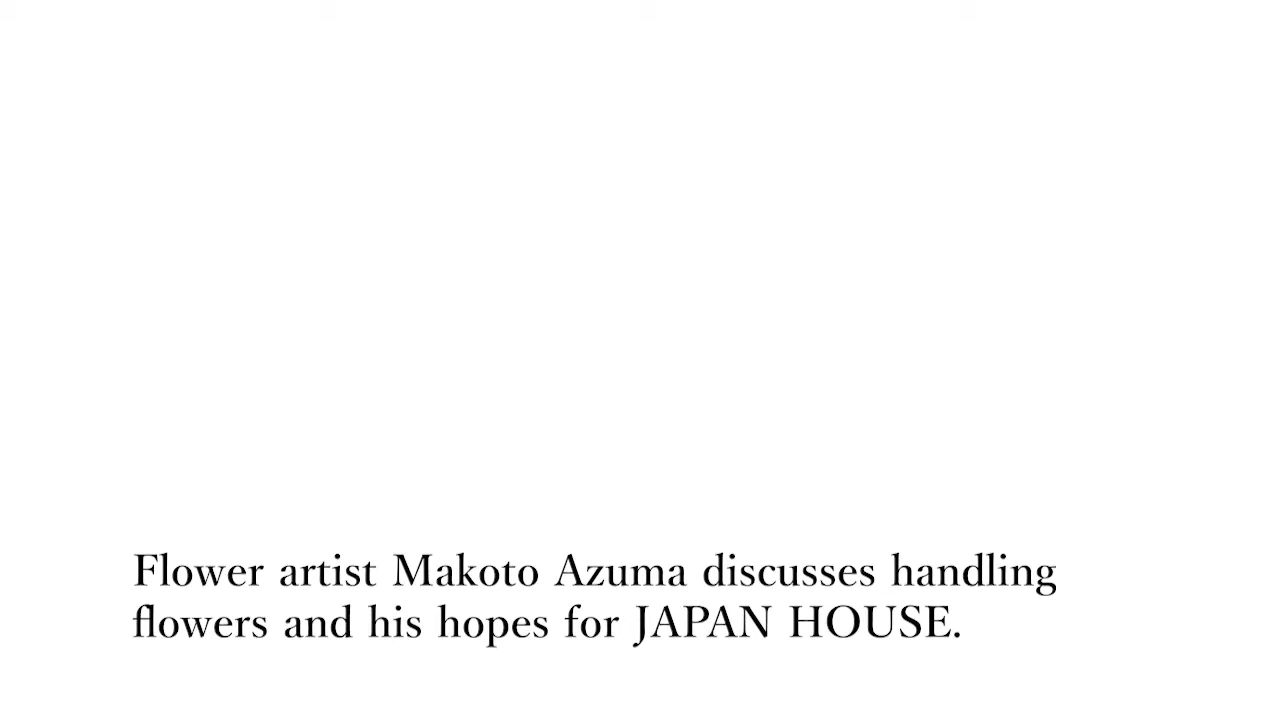 Flower artist Makoto Azuma discusses handling
flowers and his hopes for JAPAN HOUSE.